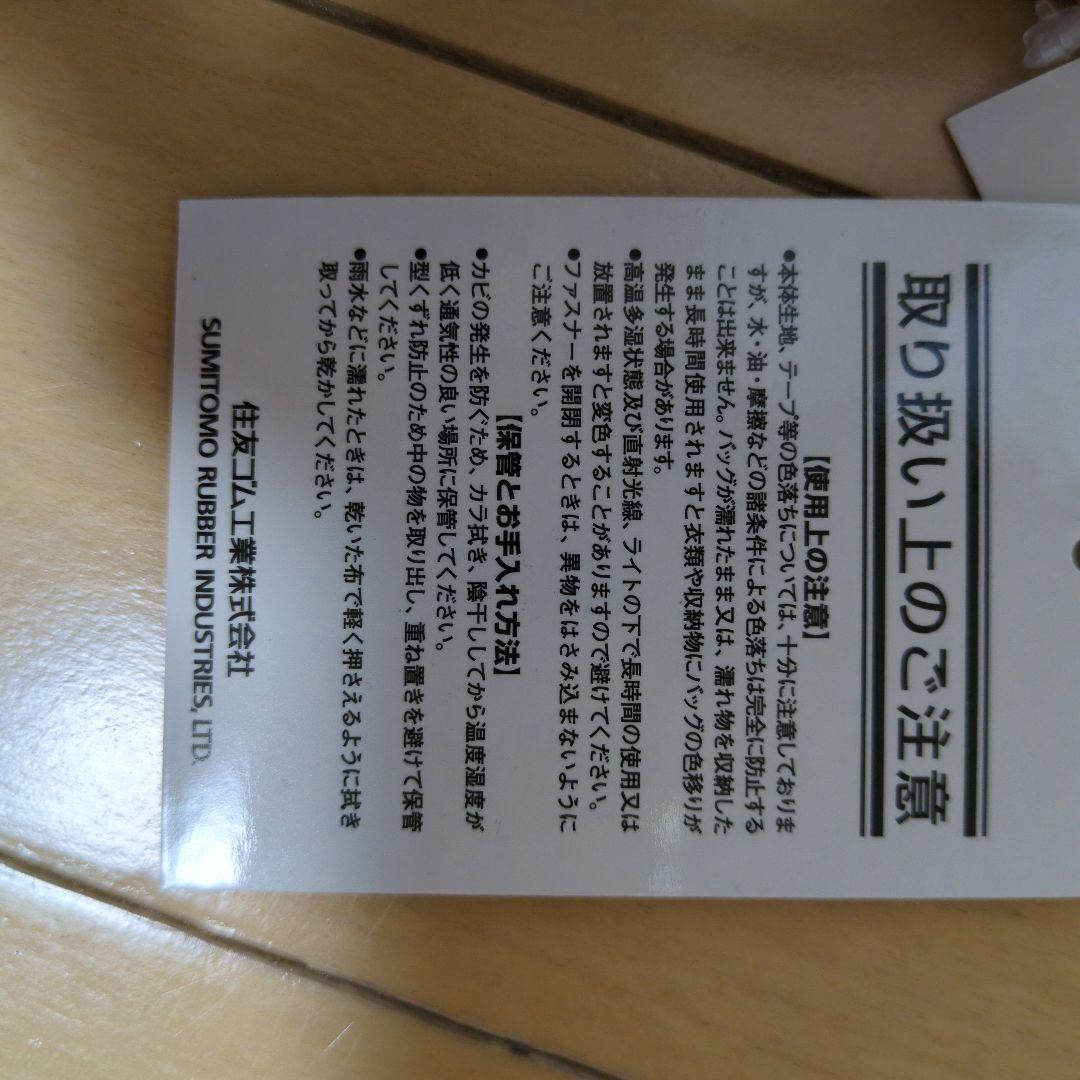 取り扱い上のご注意
【使用上の注意】
●本体生地、テープ等の色落ちについては、十分に注意しておりま
すが、水・油・摩擦などの諸条件による色落ちは完全に防止する
ことは出来ません。バッグが濡れたまま又は、濡れ物を収納した
まま長時間使用されますと衣類や収納物にバッグの色移りが
発生する場合があります。
●高温多湿状態及び直射光線、ライトの下で長時間の使用又は
放置されますと変色することがありますので避けてください。
●ファスナーを開閉するときは、異物をはさみ込まないように
ご注意ください。
【保管とお手入れ方法】
●カビの発生を防ぐため、カラ拭き、陰干ししてから温度湿度が
低く通気性の良い場所に保管してください。
●型くずれ防止のため中の物を取り出し、重ね置きを避けて保管
してください。
●雨水などに濡れたときは、乾いた布で軽く押さえるように拭き
取ってから乾かしてください。
住友ゴム工業株式会社
SUMITOMO RUBBER INDUSTRIES, LTD.